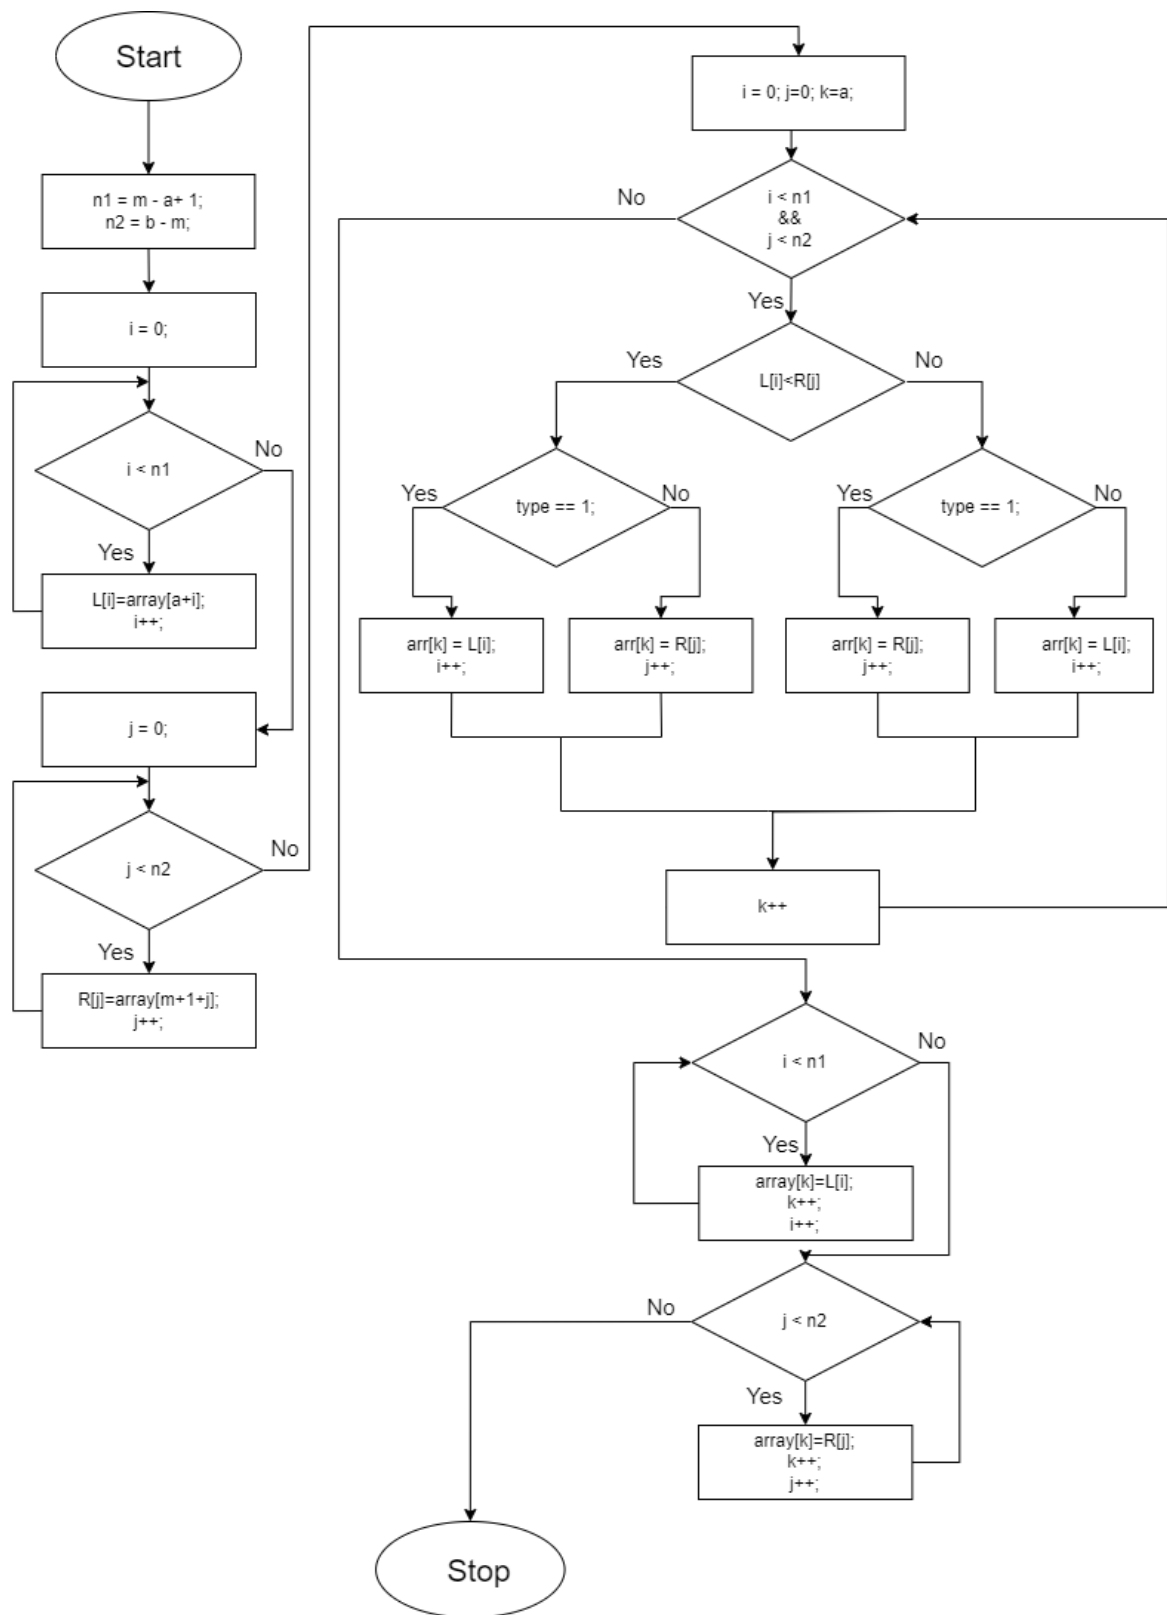 Start
n1 = m - a+ 1;
n2 = b - m;
i = 0;
i < n1
No
Yes
L[i]=array[a+i];
i++;
j = 0;
j < n2
No
Yes
R[j]=array[m+1+j];
j++;
i = 0; j=0; k=a;
No
i < n1
&&
j < n2
Yes
Yes
L[i]<R[j]
No
Yes
type == 1;
No
Yes
type == 1;
No
arr[k] = L[i];
i++;
arr[k] = R[j];
j++;
arr[k] = R[j];
j++;
arr[k] = L[i];
i++;
k++
i < n1
No
Yes
array[k]=L[i];
k++;
i++;
No
j < n2
Yes
array[k]=R[j];
k++;
j++;
Stop